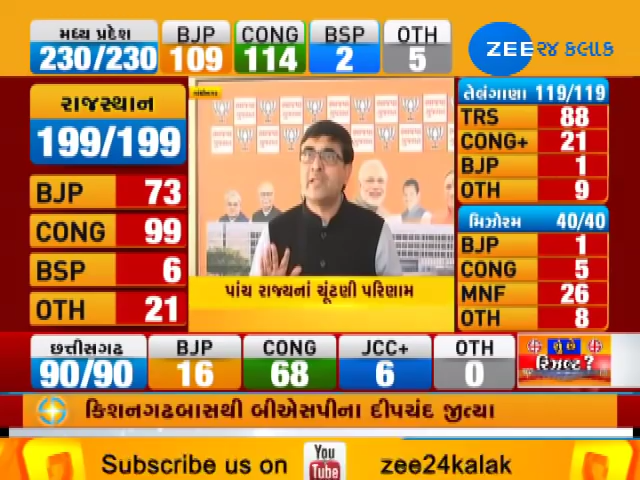 મધ્ય પ્રદેશ BJP CONG BSP OTH
230/230 109 114 2 5
ZEE ૨૪ કલાક
રાજસ્થાન
199/199
BJP 73
CONG 99
BSP 6
OTH 21
તેલંગાણા 119/119
TRS 88
CONG+ 21
BJP 1
OTH 9
મિઝોરમ 40/40
BJP 1
CONG 5
MNF 26
OTH 8
પાંચ રાજ્યનાં ચૂંટણી પરિણામ
છત્તીસગઢ BJP CONG JCC+ OTH
90/90 16 68 6 0
રિઝલ્ટ?
કિશનગઢબાસથી બીએસપીના દીપચંદ જીત્યા
Subscribe us on You Tube zee24kalak